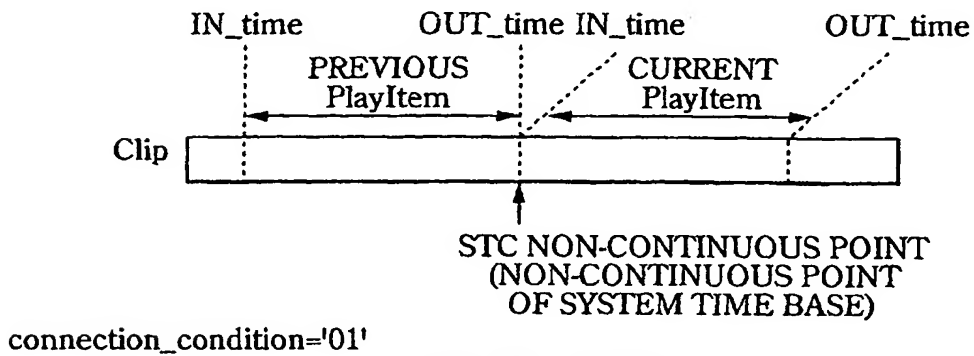 IN_time OUT_time IN_time OUT_time
PREVIOUS PlayItem
CURRENT PlayItem
Clip
STC NON-CONTINUOUS POINT
(NON-CONTINUOUS POINT
OF SYSTEM TIME BASE)
connection_condition='01'